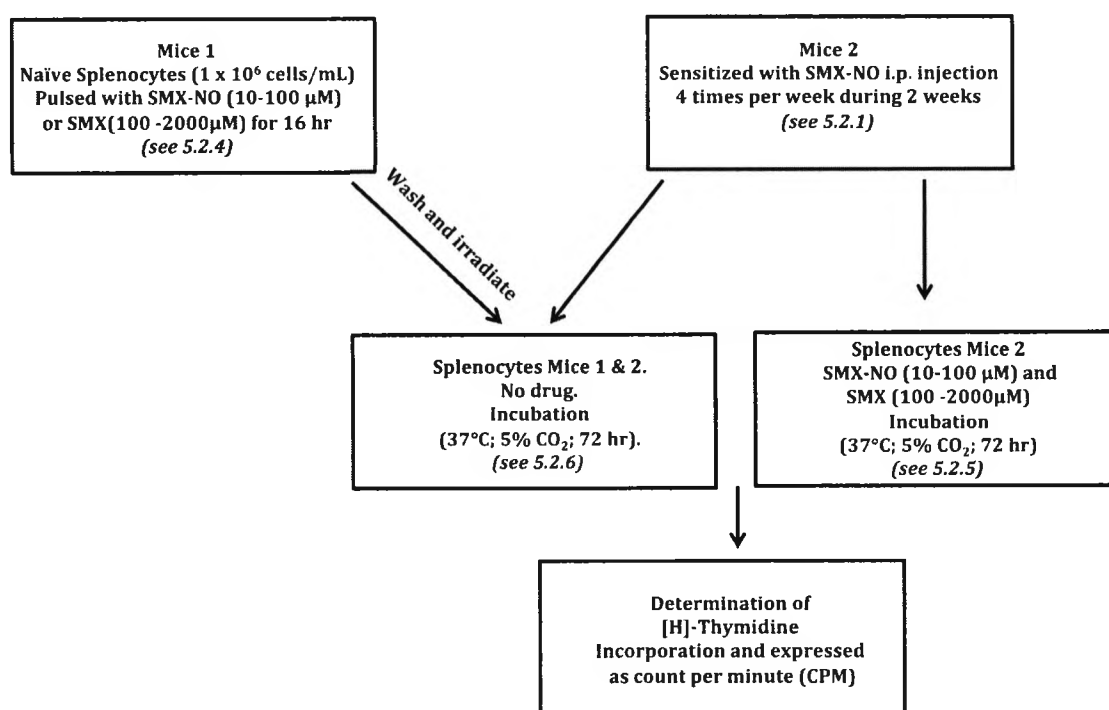 Mice 1
Naïve Splenocytes (1 x 10⁶ cells/mL)
Pulsed with SMX-NO (10-100 µM)
or SMX(100 -2000µM) for 16 hr
(see 5.2.4)
Mice 2
Sensitized with SMX-NO i.p. injection
4 times per week during 2 weeks
(see 5.2.1)
Wash and irradiate
Splenocytes Mice 1 & 2.
No drug.
Incubation
(37°C; 5% CO₂; 72 hr).
(see 5.2.6)
Splenocytes Mice 2
SMX-NO (10-100 µM) and
SMX (100 -2000µM)
Incubation
(37°C; 5% CO₂; 72 hr)
(see 5.2.5)
Determination of
[H]-Thymidine
Incorporation and expressed
as count per minute (CPM)